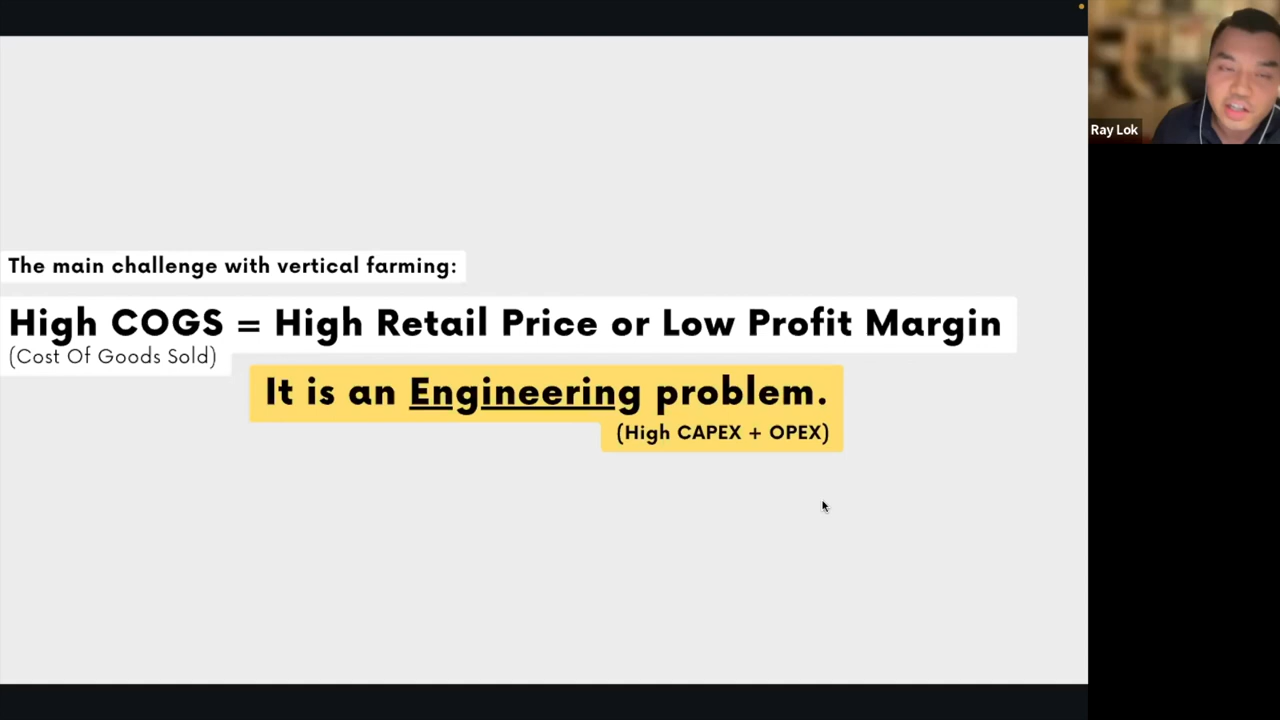 The main challenge with vertical farming:
High COGS = High Retail Price or Low Profit Margin
(Cost Of Goods Sold)
It is an Engineering problem.
(High CAPEX + OPEX)
Ray Lok